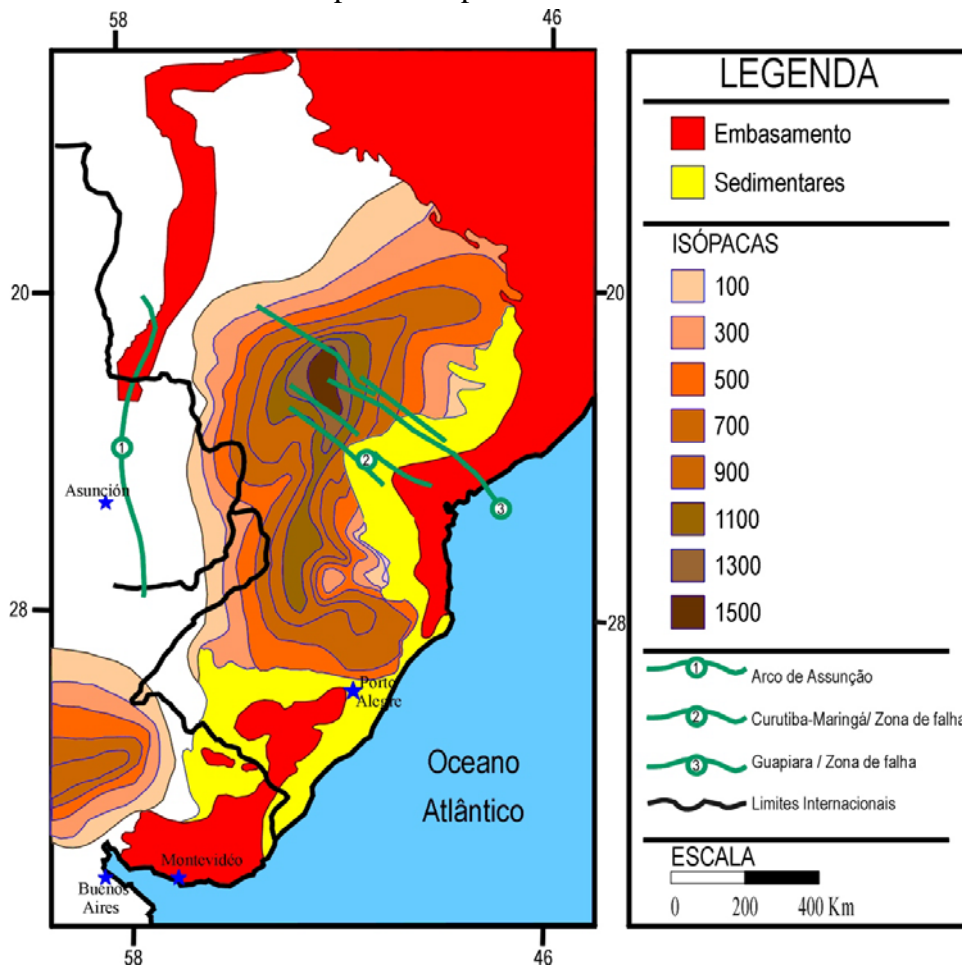 58
46
20
20
28
28
58
46
1
2
3
Asunción
Porto
Alegre
Oceano
Atlântico
Montevidéo
Buenos
Aires
LEGENDA
Embasamento
Sedimentares
ISÓPACAS
100
300
500
700
900
1100
1300
1500
1 Arco de Assunção
2 Curutiba-Maringá/ Zona de falha
3 Guapiara / Zona de falha
Limites Internacionais
ESCALA
0 200 400 Km